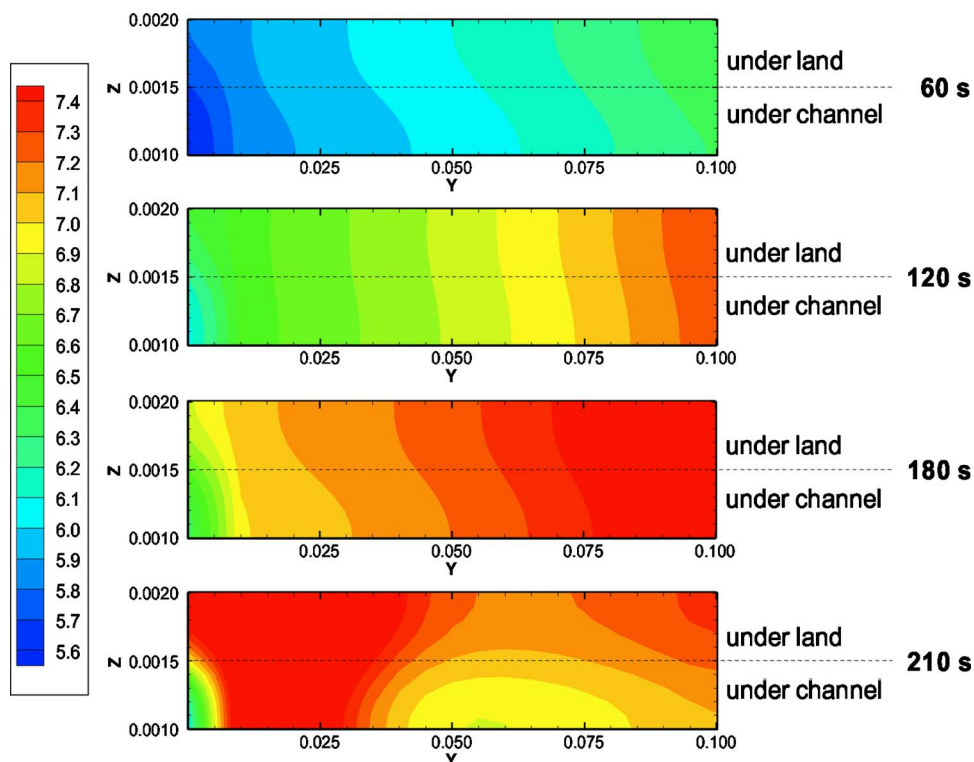 7.4
7.3
7.2
7.1
7.0
6.9
6.8
6.7
6.6
6.5
6.4
6.3
6.2
6.1
6.0
5.9
5.8
5.7
5.6
0.0020
0.0015
0.0010
Z
0.025
0.050
0.075
0.100
Y
under land
under channel
60 s
0.0020
0.0015
0.0010
Z
0.025
0.050
0.075
0.100
Y
under land
under channel
120 s
0.0020
0.0015
0.0010
Z
0.025
0.050
0.075
0.100
Y
under land
under channel
180 s
0.0020
0.0015
0.0010
Z
0.025
0.050
0.075
0.100
Y
under land
under channel
210 s